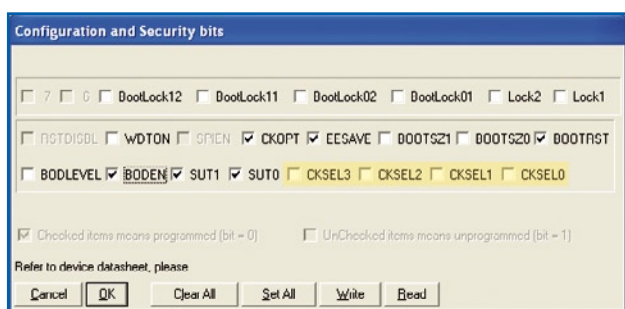 Configuration and Security bits
7 6 BootLock12 BootLock11 BootLock02 BootLock01 Lock2 Lock1
RSTDISBL WDTON SPIEN CKOPT EESAVE BOOTSZ1 BOOTSZ0 BOOTRST
BODLEVEL BODEN SUT1 SUT0 CKSEL3 CKSEL2 CKSEL1 CKSEL0
Checked items means programmed (bit = 0) UnChecked items means unprogrammed (bit = 1)
Refer to device datasheet, please
Cancel OK Clear All Set All Write Read